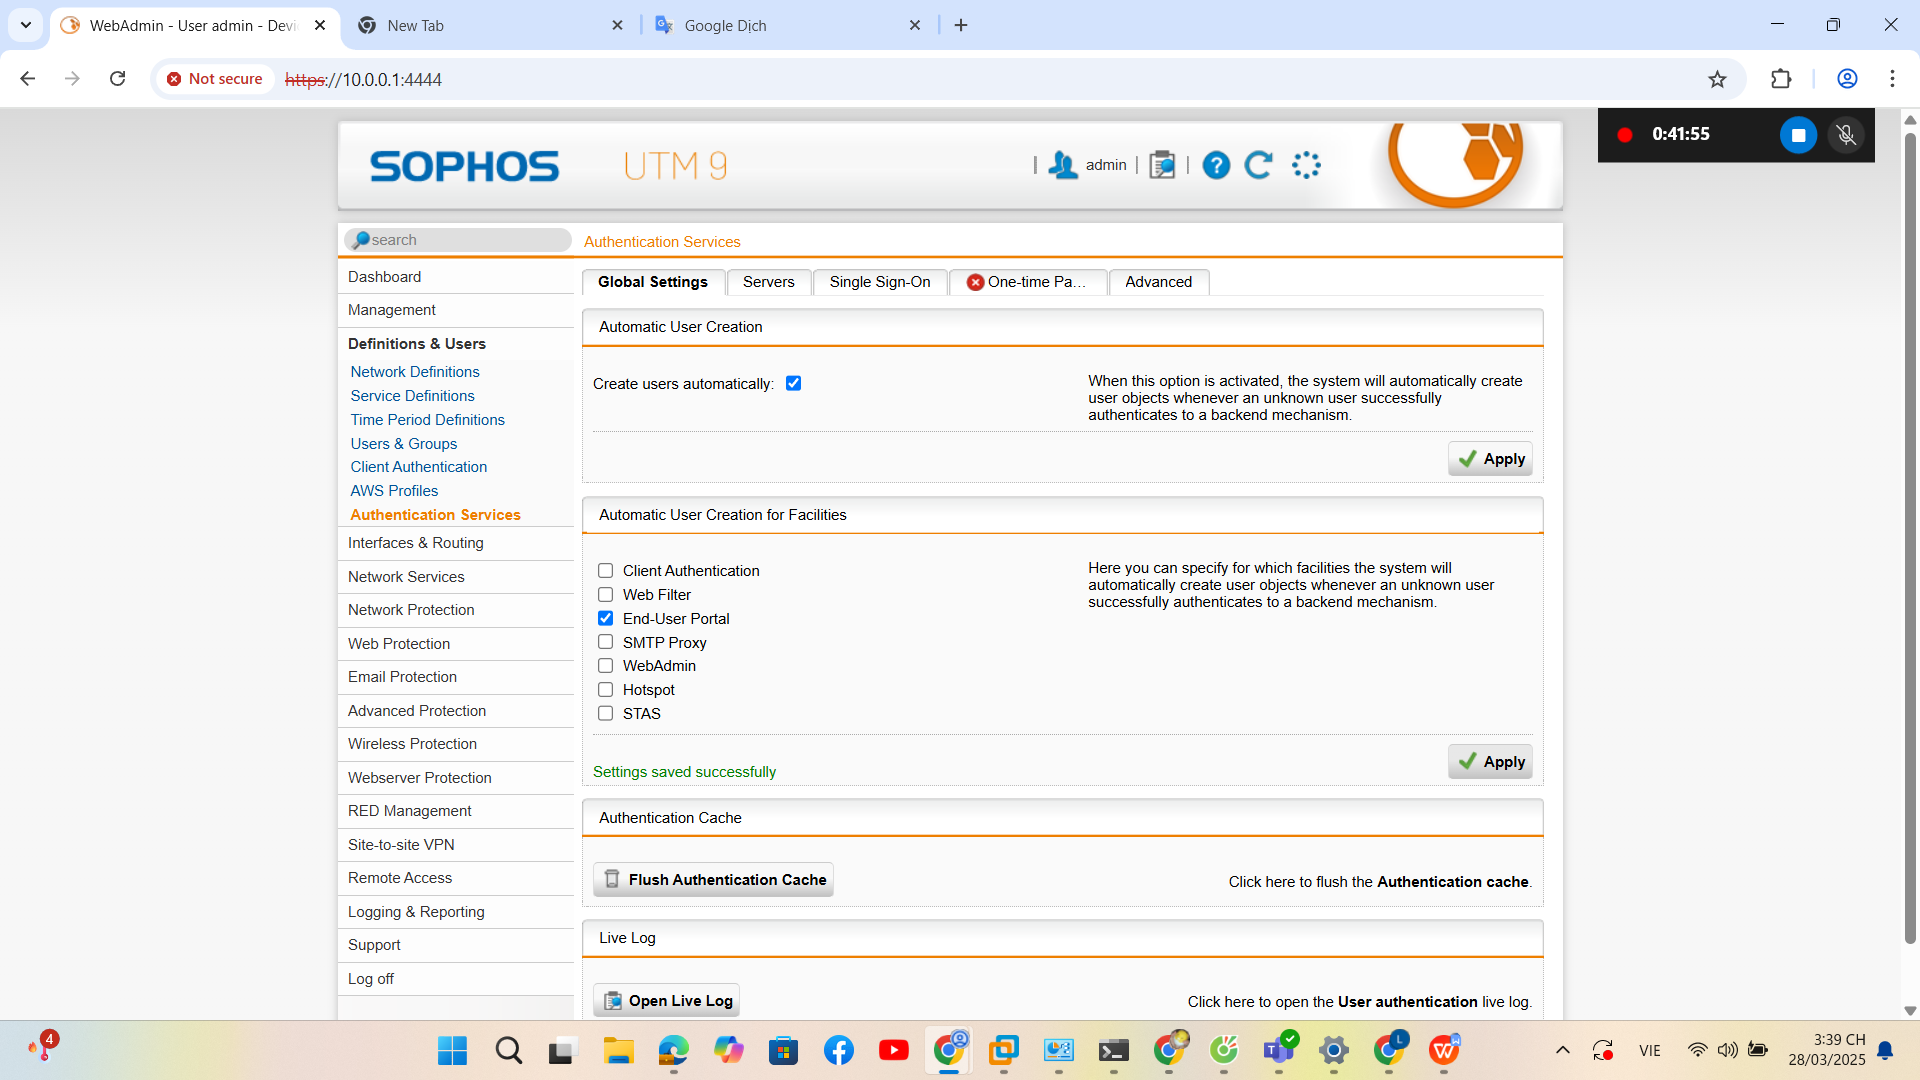 WebAdmin - User admin - Devi
New Tab
Google Dịch
Not secure
https://10.0.0.1:4444
0:41:55
SOPHOS
UTM 9
| admin | | ?
search
Authentication Services
Dashboard
Management
Definitions & Users
Network Definitions
Service Definitions
Time Period Definitions
Users & Groups
Client Authentication
AWS Profiles
Authentication Services
Interfaces & Routing
Network Services
Network Protection
Web Protection
Email Protection
Advanced Protection
Wireless Protection
Webserver Protection
RED Management
Site-to-site VPN
Remote Access
Logging & Reporting
Support
Log off
Global Settings
Servers
Single Sign-On
One-time Pa...
Advanced
Automatic User Creation
Create users automatically:
When this option is activated, the system will automatically create
user objects whenever an unknown user successfully
authenticates to a backend mechanism.
Apply
Automatic User Creation for Facilities
Client Authentication
Web Filter
End-User Portal
SMTP Proxy
WebAdmin
Hotspot
STAS
Here you can specify for which facilities the system will
automatically create user objects whenever an unknown user
successfully authenticates to a backend mechanism.
Settings saved successfully
Apply
Authentication Cache
Flush Authentication Cache
Click here to flush the Authentication cache.
Live Log
Open Live Log
Click here to open the User authentication live log.
4
L
VIE
3:39 CH
28/03/2025